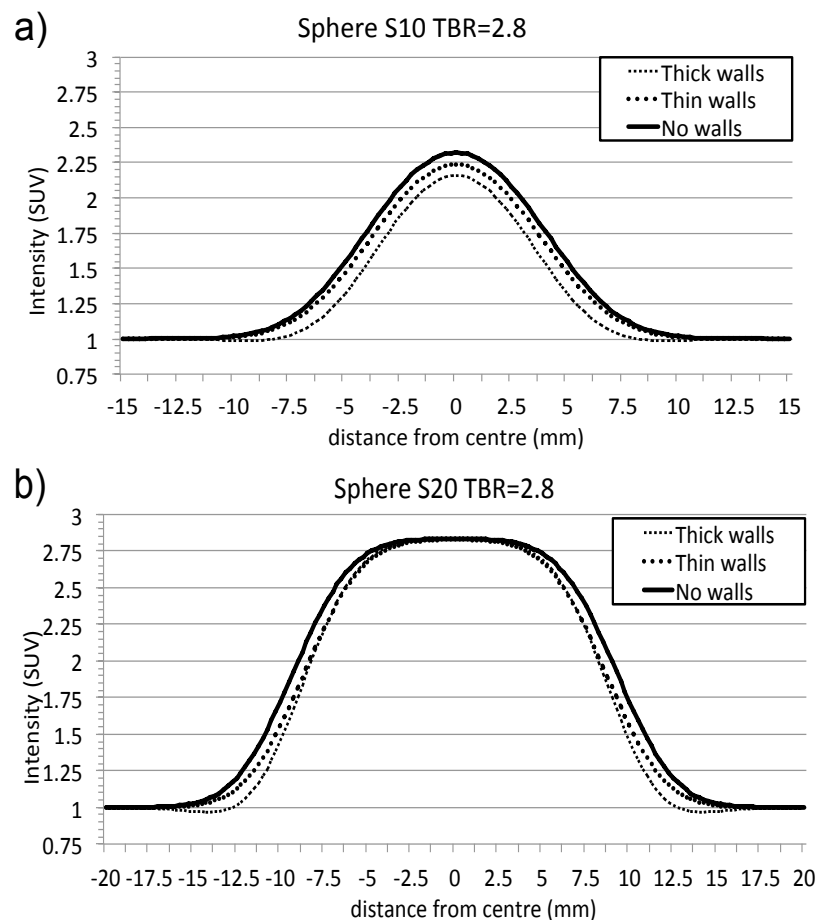 a)
Sphere S10 TBR=2.8
Thick walls
Thin walls
No walls
Intensity (SUV)
3
2.75
2.5
2.25
2
1.75
1.5
1.25
1
0.75
-15 -12.5 -10 -7.5 -5 -2.5 0 2.5 5 7.5 10 12.5 15
distance from centre (mm)
b)
Sphere S20 TBR=2.8
Thick walls
Thin walls
No walls
Intensity (SUV)
3
2.75
2.5
2.25
2
1.75
1.5
1.25
1
0.75
-20 -17.5 -15 -12.5 -10 -7.5 -5 -2.5 0 2.5 5 7.5 10 12.5 15 17.5 20
distance from centre (mm)